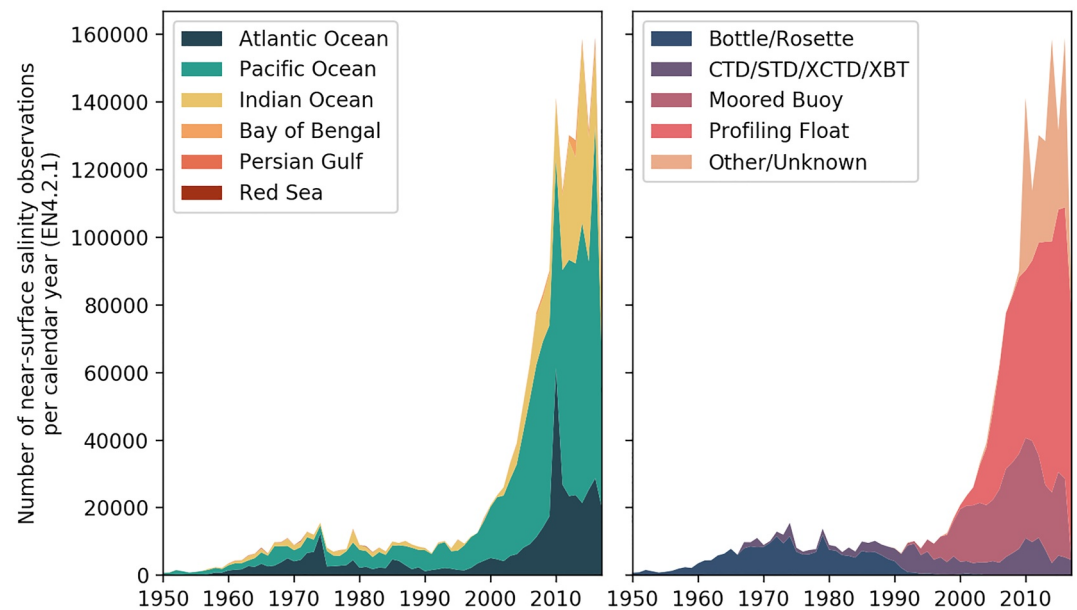 Number of near-surface salinity observations
per calendar year (EN4.2.1)
160000
140000
120000
100000
80000
60000
40000
20000
0
Atlantic Ocean
Pacific Ocean
Indian Ocean
Bay of Bengal
Persian Gulf
Red Sea
1950 1960 1970 1980 1990 2000 2010
Bottle/Rosette
CTD/STD/XCTD/XBT
Moored Buoy
Profiling Float
Other/Unknown
1950 1960 1970 1980 1990 2000 2010